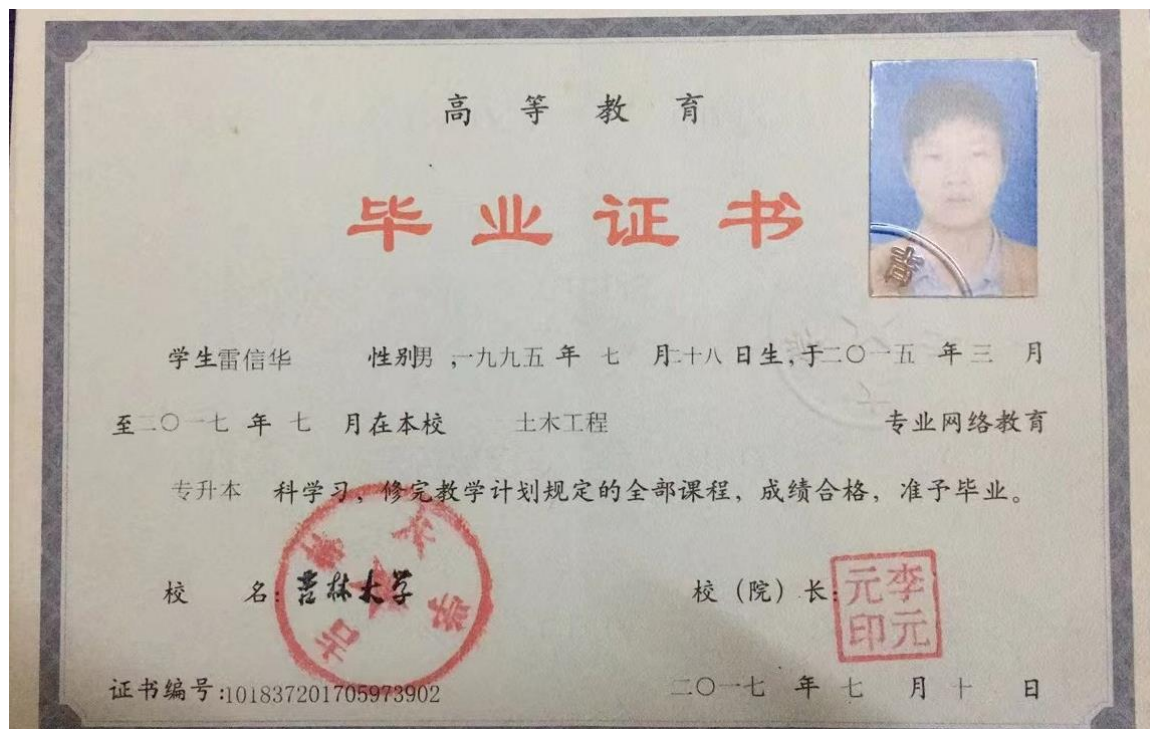 高等教育
毕业证书
学生雷信华 性别男,一九九五年七月二十八日生,于二〇一五年三月
至二〇一七年七月在本校 土木工程 专业网络教育
专升本 科学习,修完教学计划规定的全部课程,成绩合格,准予毕业。
校 名:吉林大学 校(院)长:
李元元印
吉林大学
证书编号:101837201705973902 二〇一七年七月十日